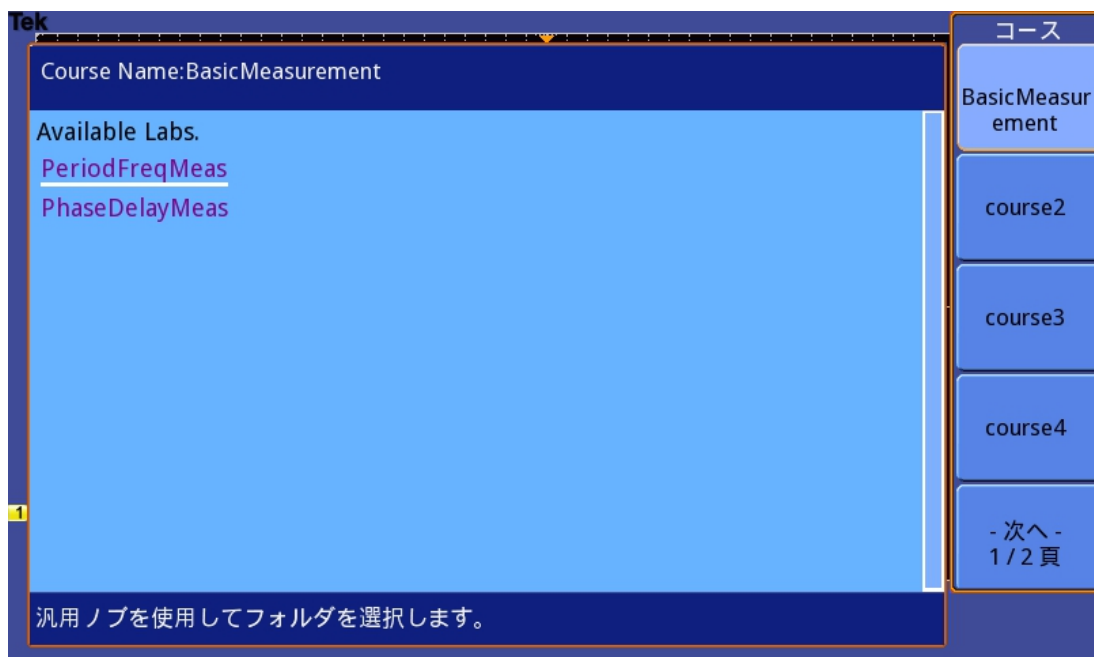 Tek
Course Name:BasicMeasurement
Available Labs.
PeriodFreqMeas
PhaseDelayMeas
1
汎用ノブを使用してフォルダを選択します。
コース
BasicMeasur
ement
course2
course3
course4
- 次へ -
1 / 2 頁